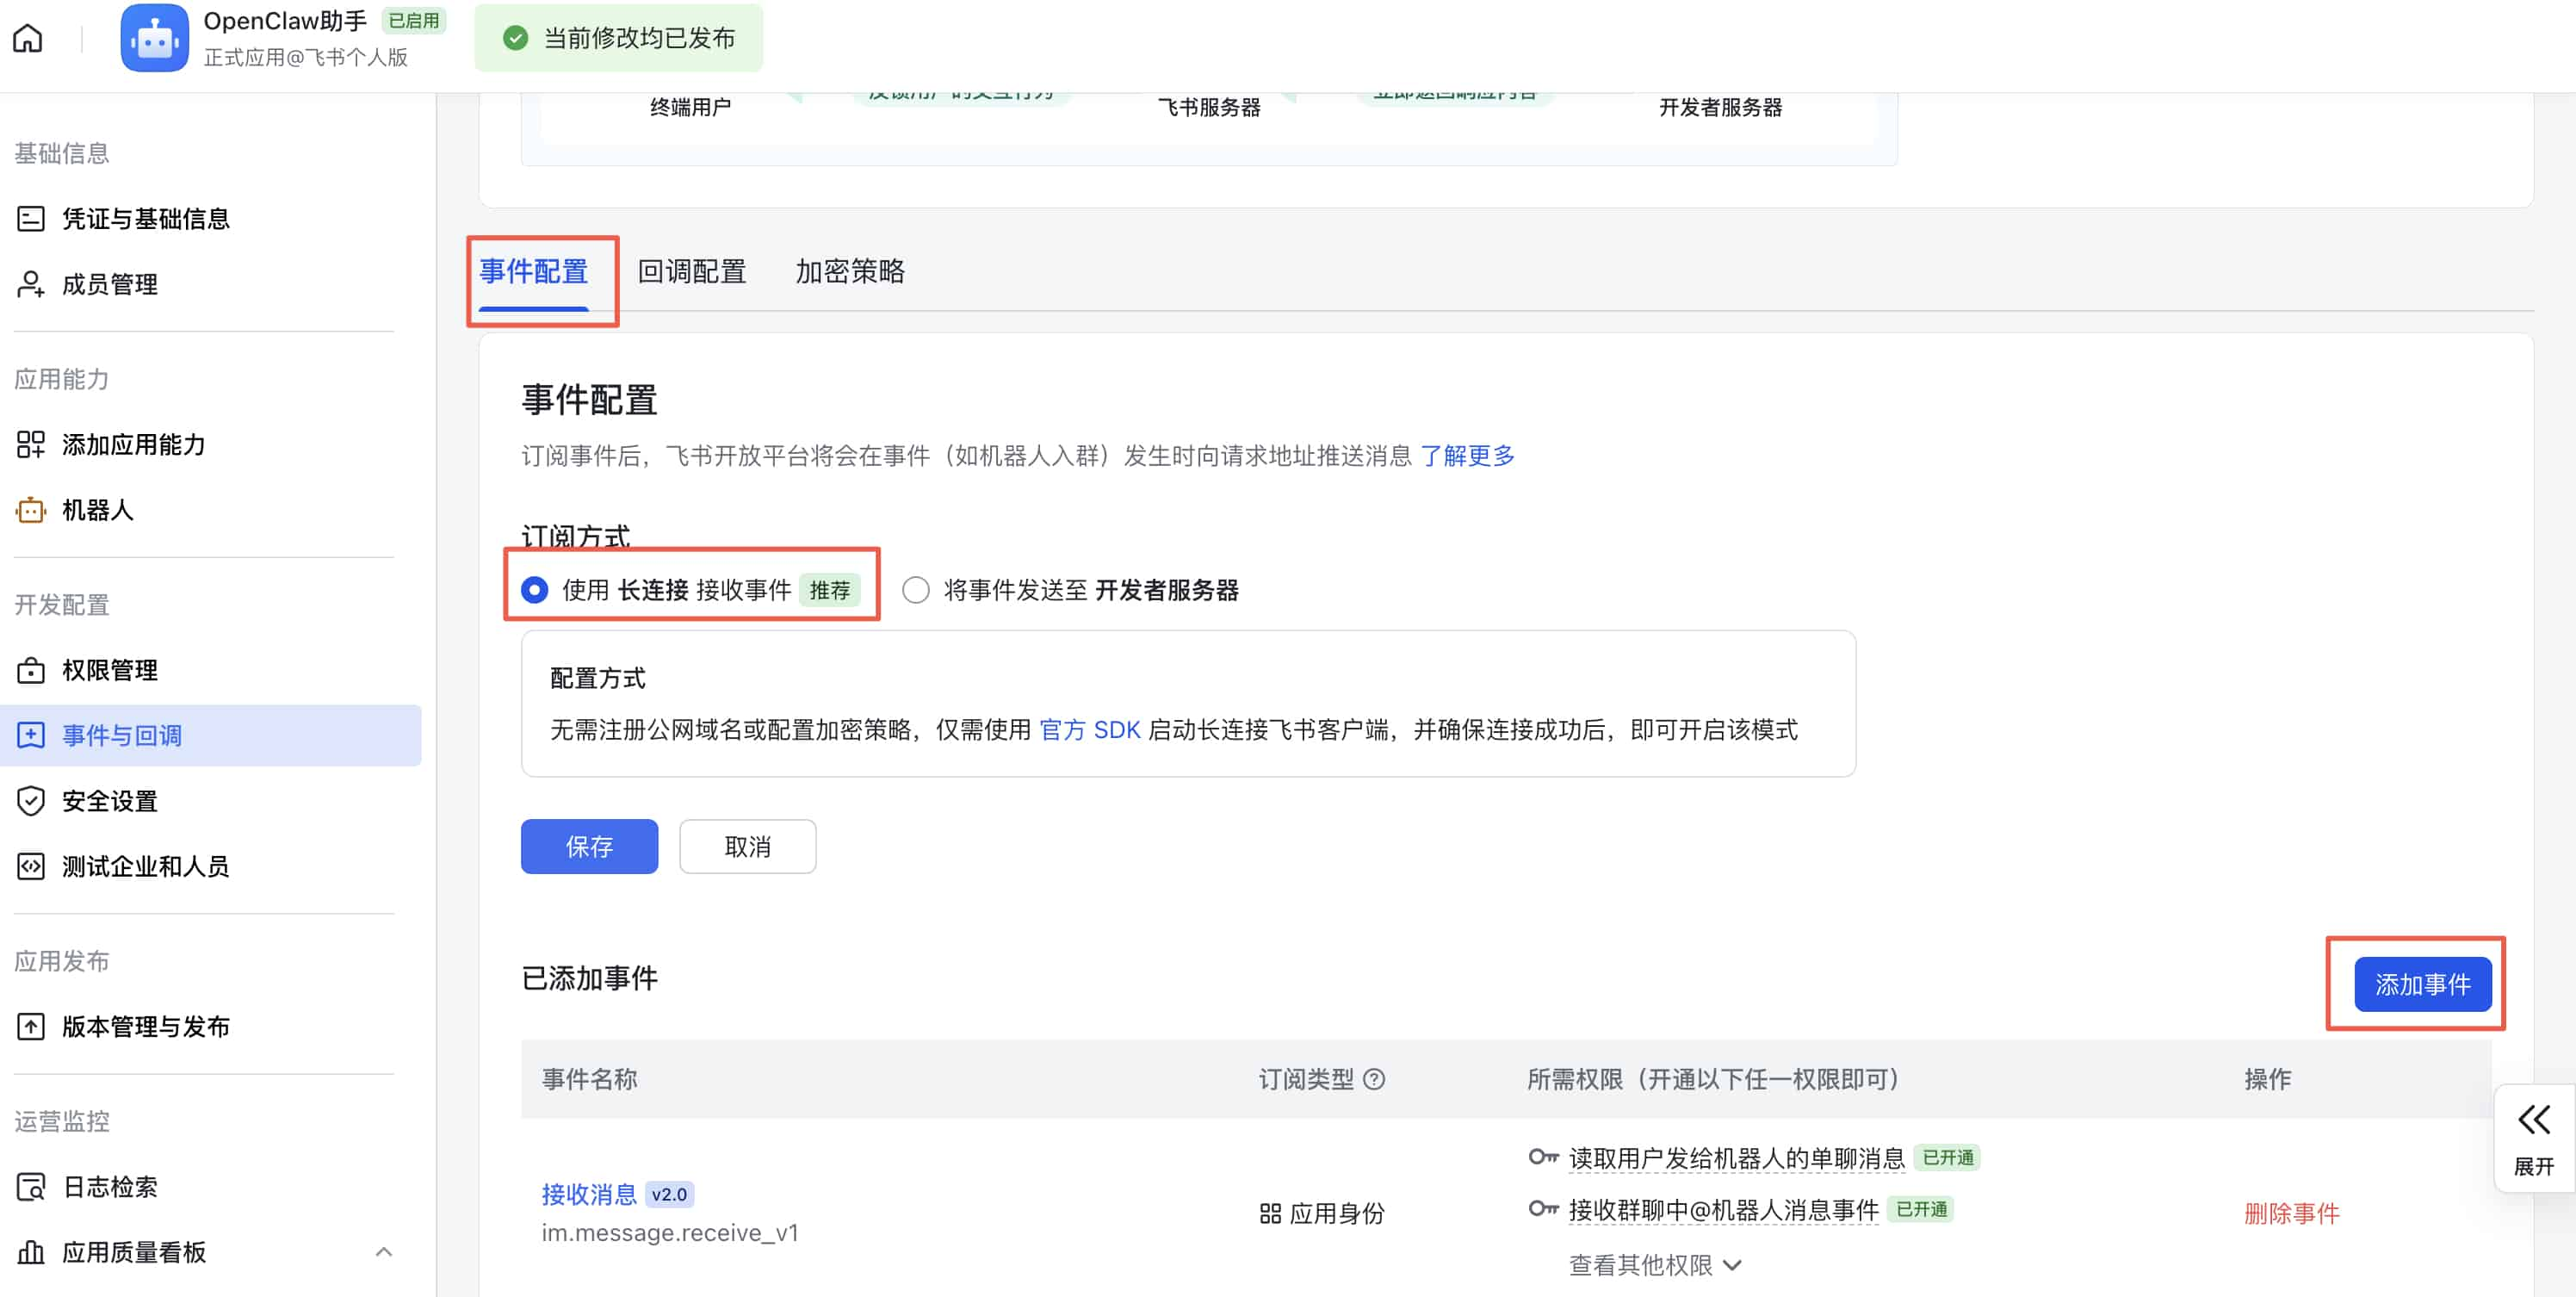 OpenClaw助手 已启用
正式应用@飞书个人版
当前修改均已发布
基础信息
凭证与基础信息
成员管理
应用能力
添加应用能力
机器人
开发配置
权限管理
事件与回调
安全设置
测试企业和人员
应用发布
版本管理与发布
运营监控
日志检索
应用质量看板
终端用户 飞书服务器 开发者服务器
事件配置 回调配置 加密策略
事件配置
订阅事件后，飞书开放平台将会在事件（如机器人入群）发生时向请求地址推送消息 了解更多
订阅方式
使用 长连接 接收事件 推荐 将事件发送至 开发者服务器
配置方式
无需注册公网域名或配置加密策略，仅需使用 官方 SDK 启动长连接飞书客户端，并确保连接成功后，即可开启该模式
保存 取消
已添加事件 添加事件
事件名称 订阅类型 所需权限（开通以下任一权限即可） 操作
接收消息 v2.0
im.message.receive_v1
应用身份
读取用户发给机器人的单聊消息 已开通
接收群聊中@机器人消息事件 已开通
查看其他权限
删除事件
展开